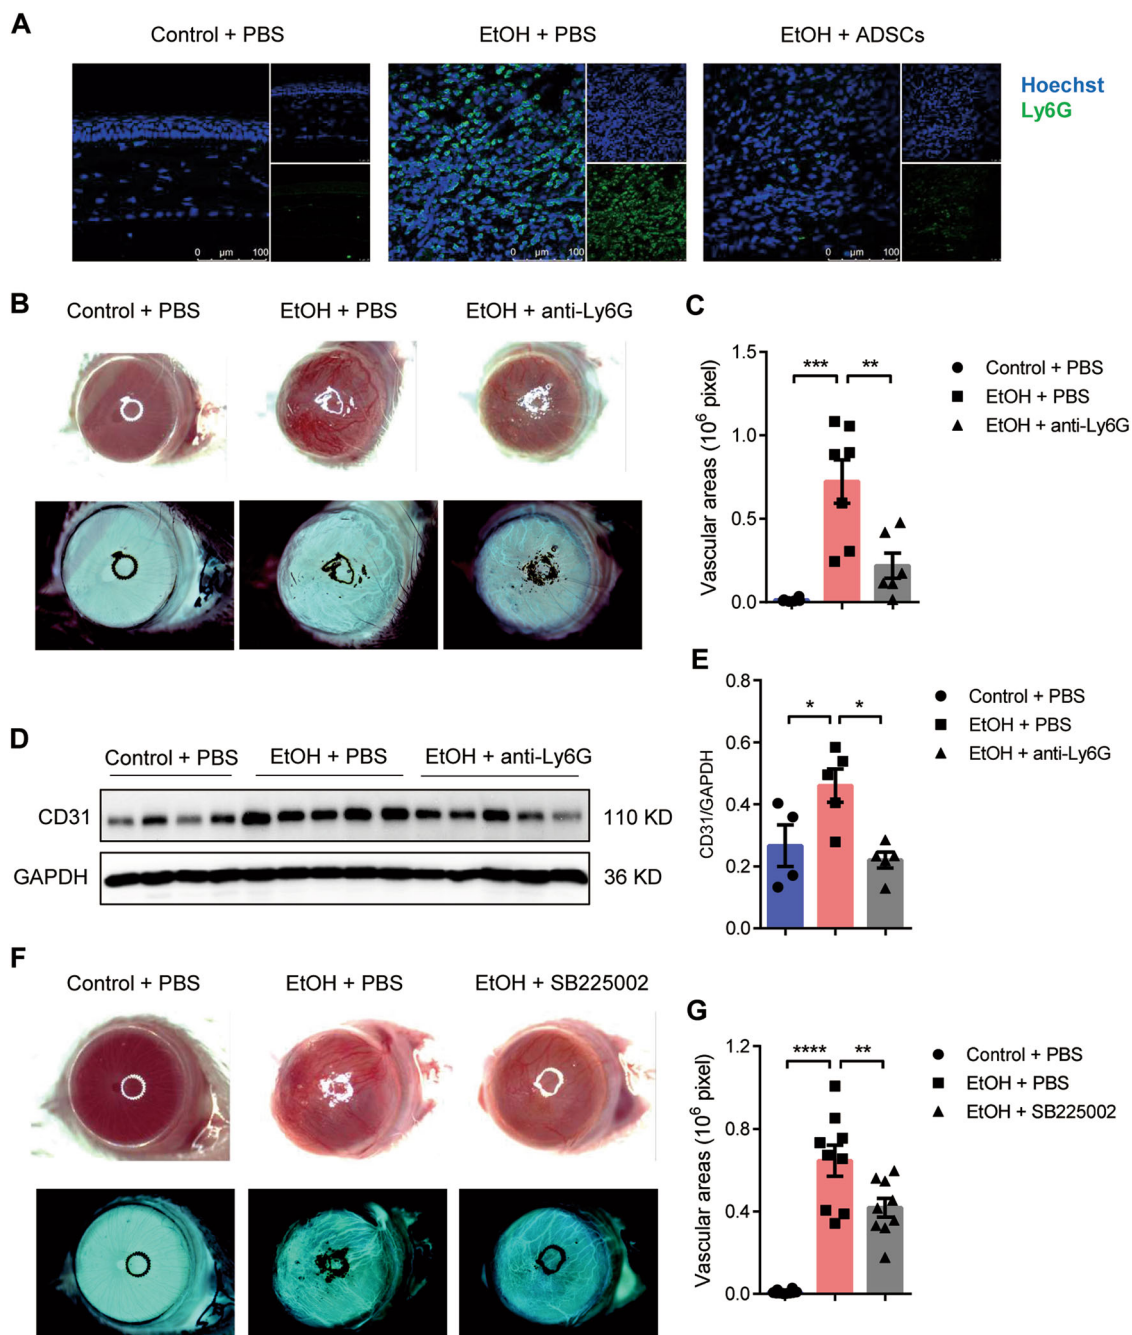 A
Control + PBS
EtOH + PBS
EtOH + ADSCs
Hoechst
Ly6G
0 µm 100
0 µm 100
0 µm 100
B
Control + PBS
EtOH + PBS
EtOH + anti-Ly6G
C
Vascular areas (10⁶ pixel)
1.5
1.0
0.5
0.0
***
**
Control + PBS
EtOH + PBS
EtOH + anti-Ly6G
D
Control + PBS
EtOH + PBS
EtOH + anti-Ly6G
CD31
110 KD
GAPDH
36 KD
E
CD31/GAPDH
0.8
0.6
0.4
0.2
0.0
*
*
Control + PBS
EtOH + PBS
EtOH + anti-Ly6G
F
Control + PBS
EtOH + PBS
EtOH + SB225002
G
Vascular areas (10⁶ pixel)
1.2
0.8
0.4
0.0
****
**
Control + PBS
EtOH + PBS
EtOH + SB225002